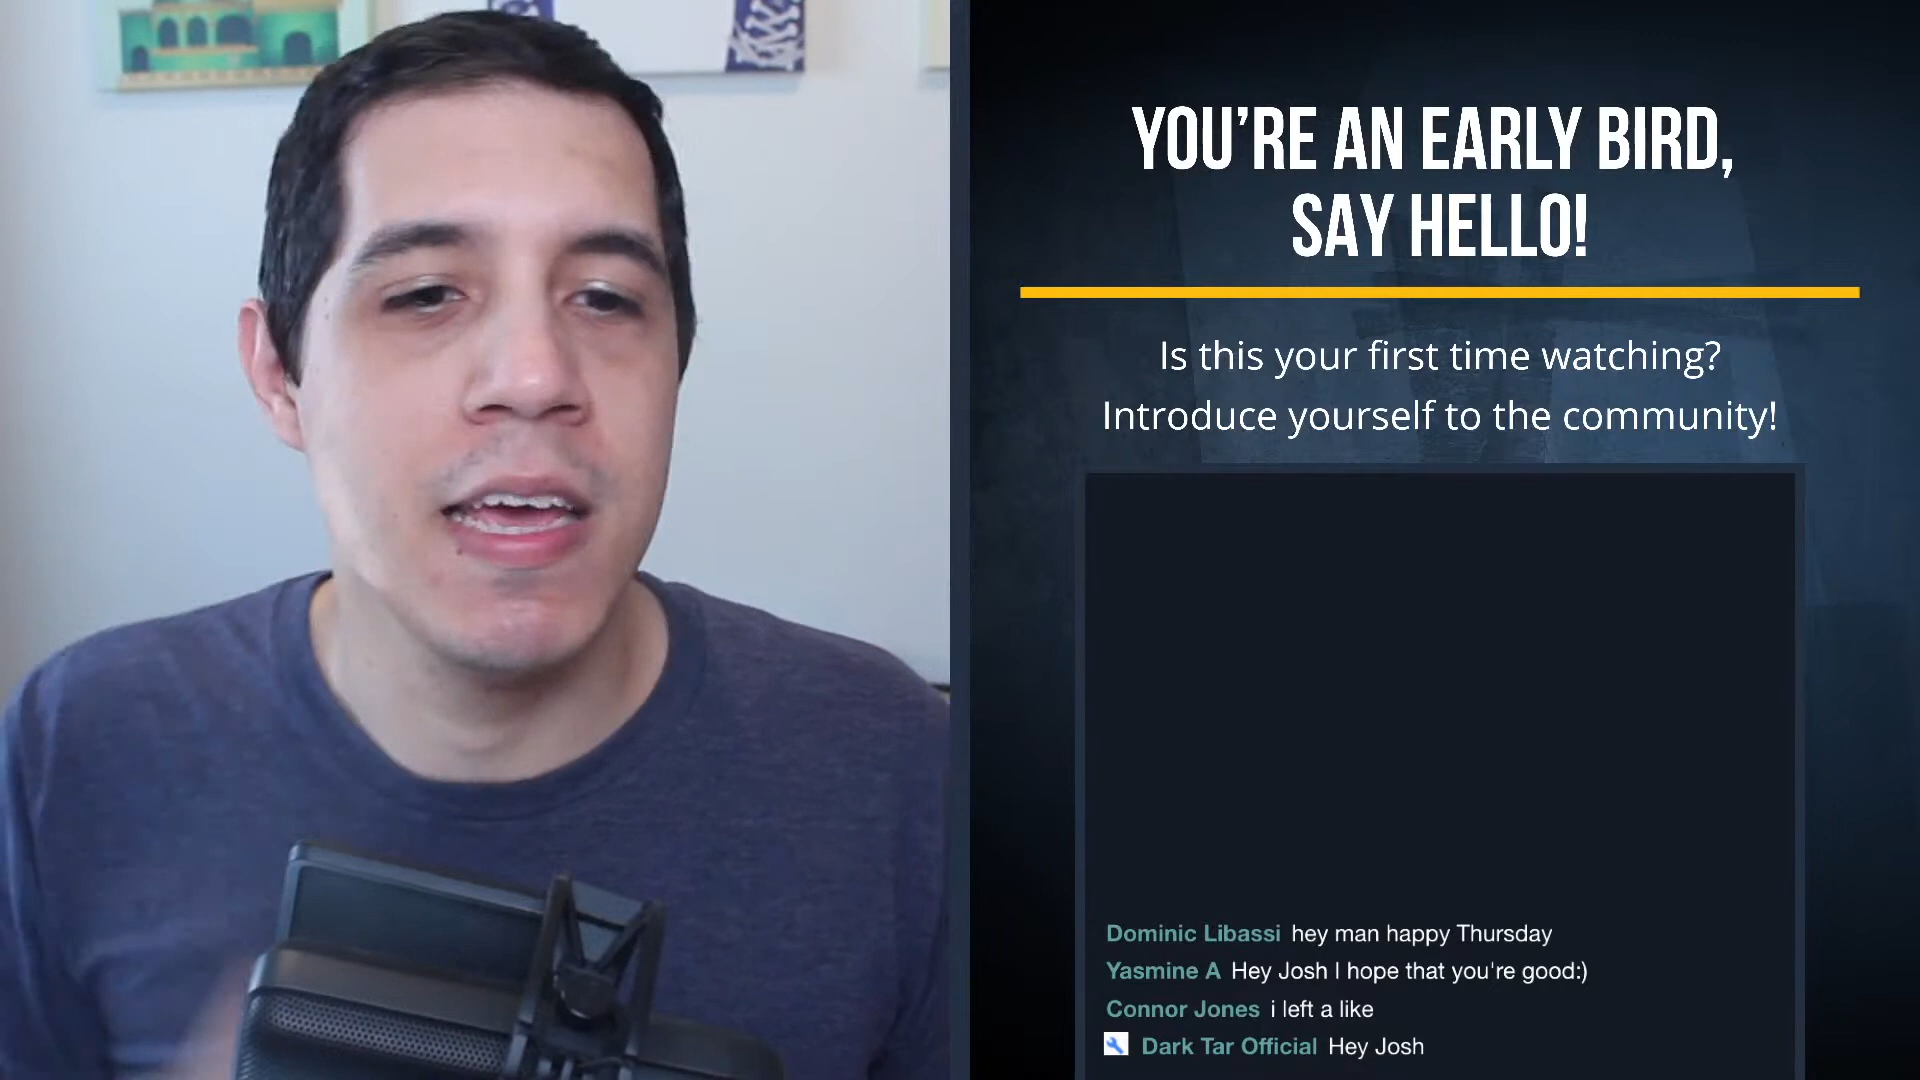 YOU'RE AN EARLY BIRD,
SAY HELLO!
Is this your first time watching?
Introduce yourself to the community!
Dominic Libassi hey man happy Thursday
Yasmine A Hey Josh I hope that you're good:)
Connor Jones i left a like
Dark Tar Official Hey Josh